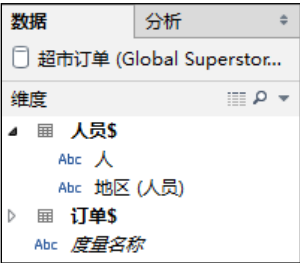 数据 分析
超市订单 (Global Superstor...
维度
人员$
Abc 人
Abc 地区 (人员)
订单$
Abc 度量名称